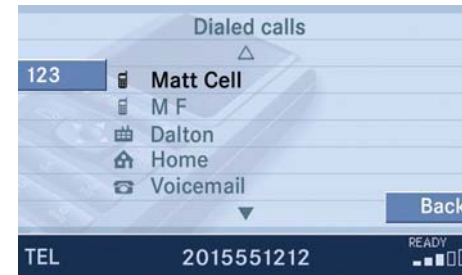 Dialed calls
123
Matt Cell
M F
Dalton
Home
Voicemail
Back
TEL 2015551212 READY